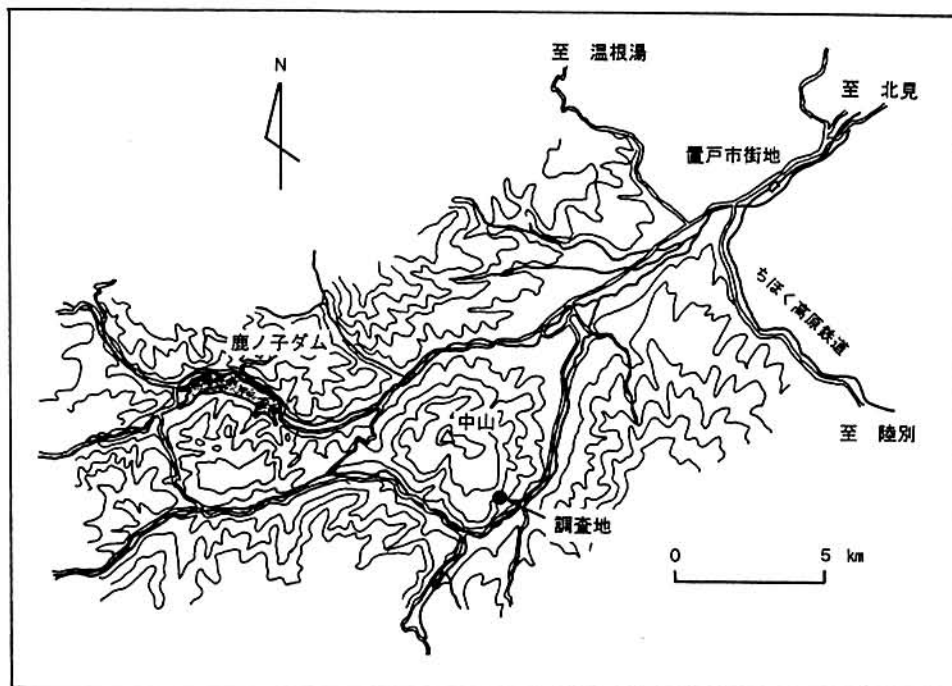 至 温根湯
N
至 北見
置戸市街地
ちほく高原鉄道
鹿ノ子ダム
中山
至 陸別
調査地
0 5 km